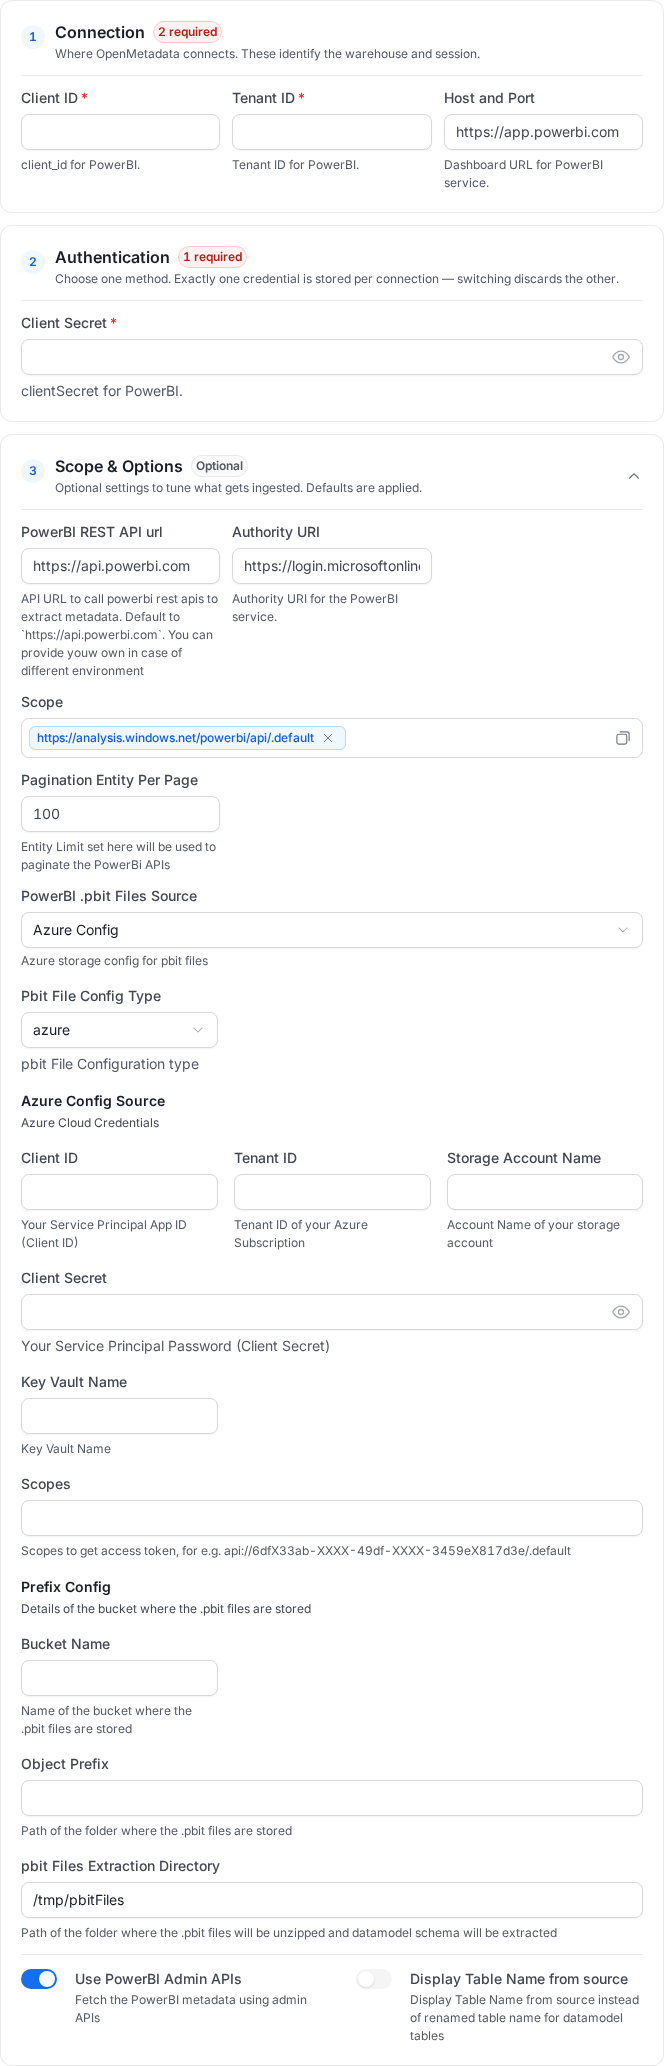 1 Connection 2 required
Where OpenMetadata connects. These identify the warehouse and session.
Client ID * Tenant ID * Host and Port
https://app.powerbi.com
client_id for PowerBI. Tenant ID for PowerBI. Dashboard URL for PowerBI
service.
2 Authentication 1 required
Choose one method. Exactly one credential is stored per connection — switching discards the other.
Client Secret *
clientSecret for PowerBI.
3 Scope & Options Optional
Optional settings to tune what gets ingested. Defaults are applied.
PowerBI REST API url Authority URI
https://api.powerbi.com https://login.microsoftonline
API URL to call powerbi rest apis to Authority URI for the PowerBI
extract metadata. Default to service.
`https://api.powerbi.com`. You can
provide youw own in case of
different environment
Scope
https://analysis.windows.net/powerbi/api/.default
Pagination Entity Per Page
100
Entity Limit set here will be used to
paginate the PowerBi APIs
PowerBI .pbit Files Source
Azure Config
Azure storage config for pbit files
Pbit File Config Type
azure
pbit File Configuration type
Azure Config Source
Azure Cloud Credentials
Client ID Tenant ID Storage Account Name
Your Service Principal App ID Tenant ID of your Azure Account Name of your storage
(Client ID) Subscription account
Client Secret
Your Service Principal Password (Client Secret)
Key Vault Name
Key Vault Name
Scopes
Scopes to get access token, for e.g. api://6dfX33ab-XXXX-49df-XXXX-3459eX817d3e/.default
Prefix Config
Details of the bucket where the .pbit files are stored
Bucket Name
Name of the bucket where the
.pbit files are stored
Object Prefix
Path of the folder where the .pbit files are stored
pbit Files Extraction Directory
/tmp/pbitFiles
Path of the folder where the .pbit files will be unzipped and datamodel schema will be extracted
Use PowerBI Admin APIs Display Table Name from source
Fetch the PowerBI metadata using admin Display Table Name from source instead
APIs of renamed table name for datamodel
tables